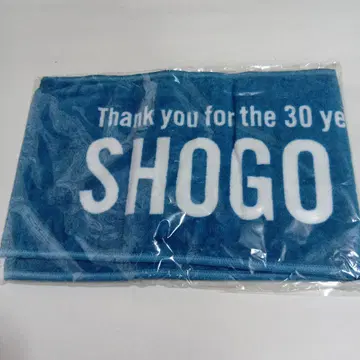 Thank you for the 30 ye
SHOGO